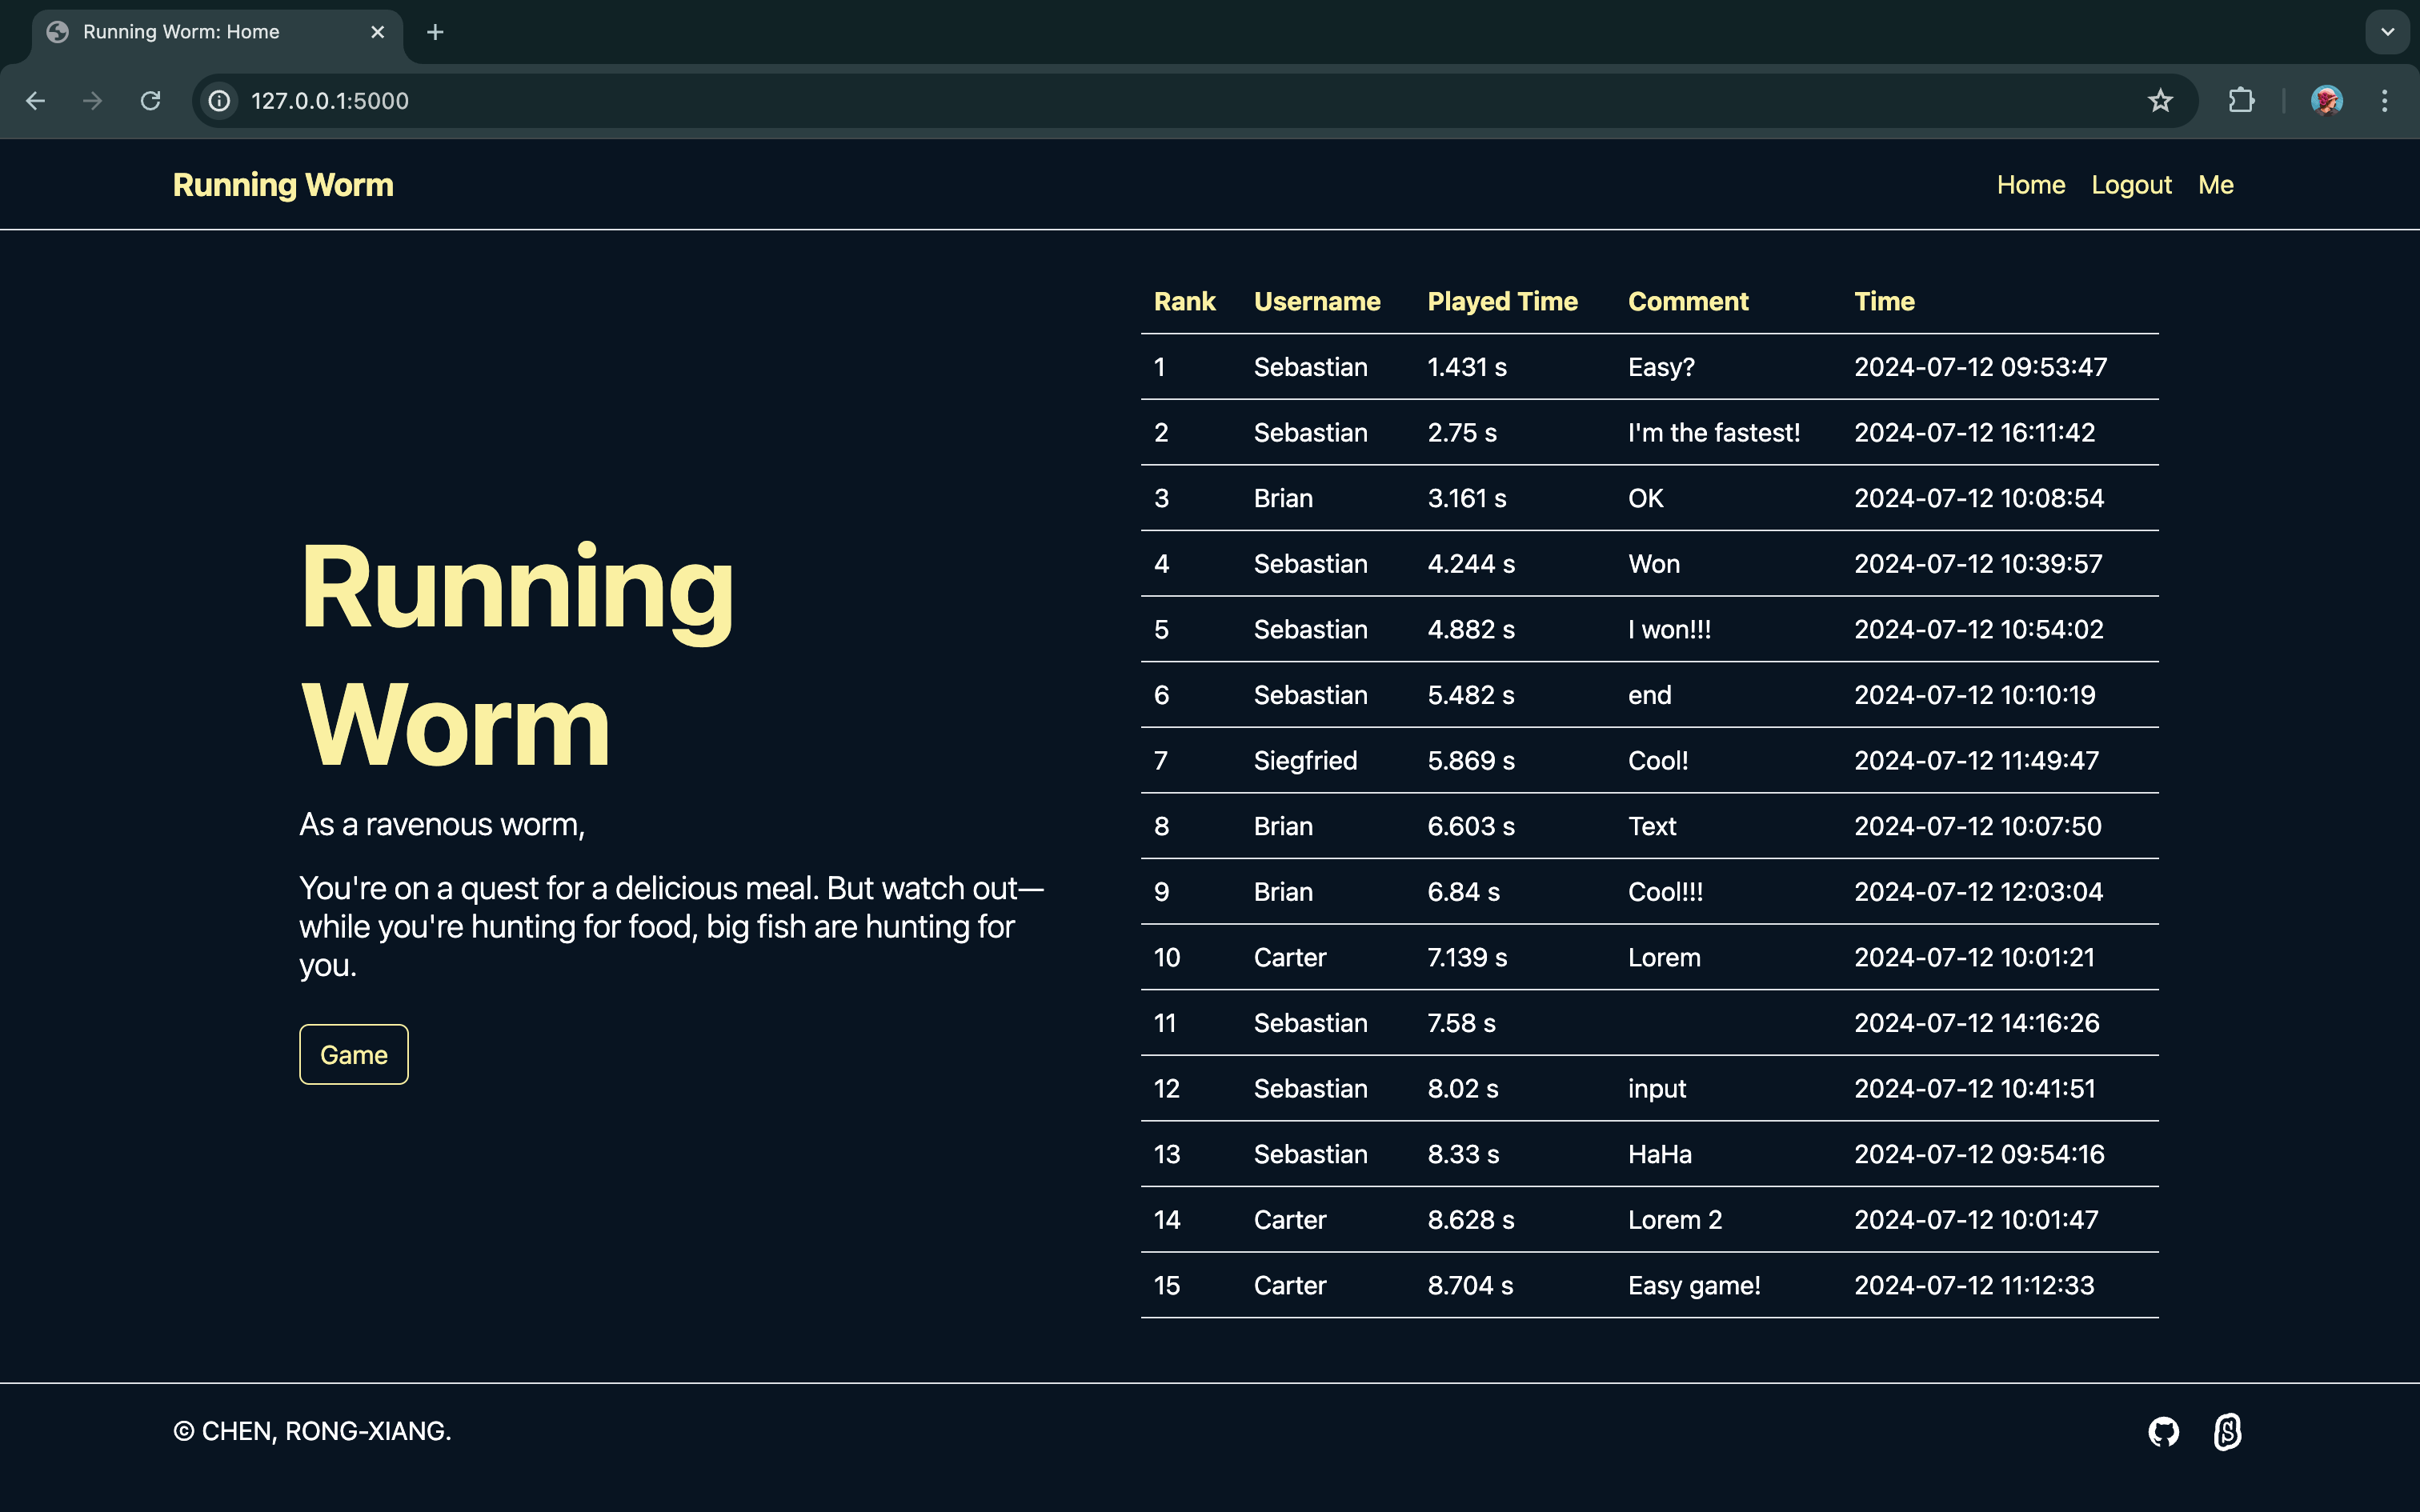 Running Worm: Home
127.0.0.1:5000
Running Worm
Home Logout Me
Running
Worm
As a ravenous worm,
You're on a quest for a delicious meal. But watch out—
while you're hunting for food, big fish are hunting for
you.
Game
Rank Username Played Time Comment Time
1 Sebastian 1.431 s Easy? 2024-07-12 09:53:47
2 Sebastian 2.75 s I'm the fastest! 2024-07-12 16:11:42
3 Brian 3.161 s OK 2024-07-12 10:08:54
4 Sebastian 4.244 s Won 2024-07-12 10:39:57
5 Sebastian 4.882 s I won!!! 2024-07-12 10:54:02
6 Sebastian 5.482 s end 2024-07-12 10:10:19
7 Siegfried 5.869 s Cool! 2024-07-12 11:49:47
8 Brian 6.603 s Text 2024-07-12 10:07:50
9 Brian 6.84 s Cool!!! 2024-07-12 12:03:04
10 Carter 7.139 s Lorem 2024-07-12 10:01:21
11 Sebastian 7.58 s 2024-07-12 14:16:26
12 Sebastian 8.02 s input 2024-07-12 10:41:51
13 Sebastian 8.33 s HaHa 2024-07-12 09:54:16
14 Carter 8.628 s Lorem 2 2024-07-12 10:01:47
15 Carter 8.704 s Easy game! 2024-07-12 11:12:33
© CHEN, RONG-XIANG.